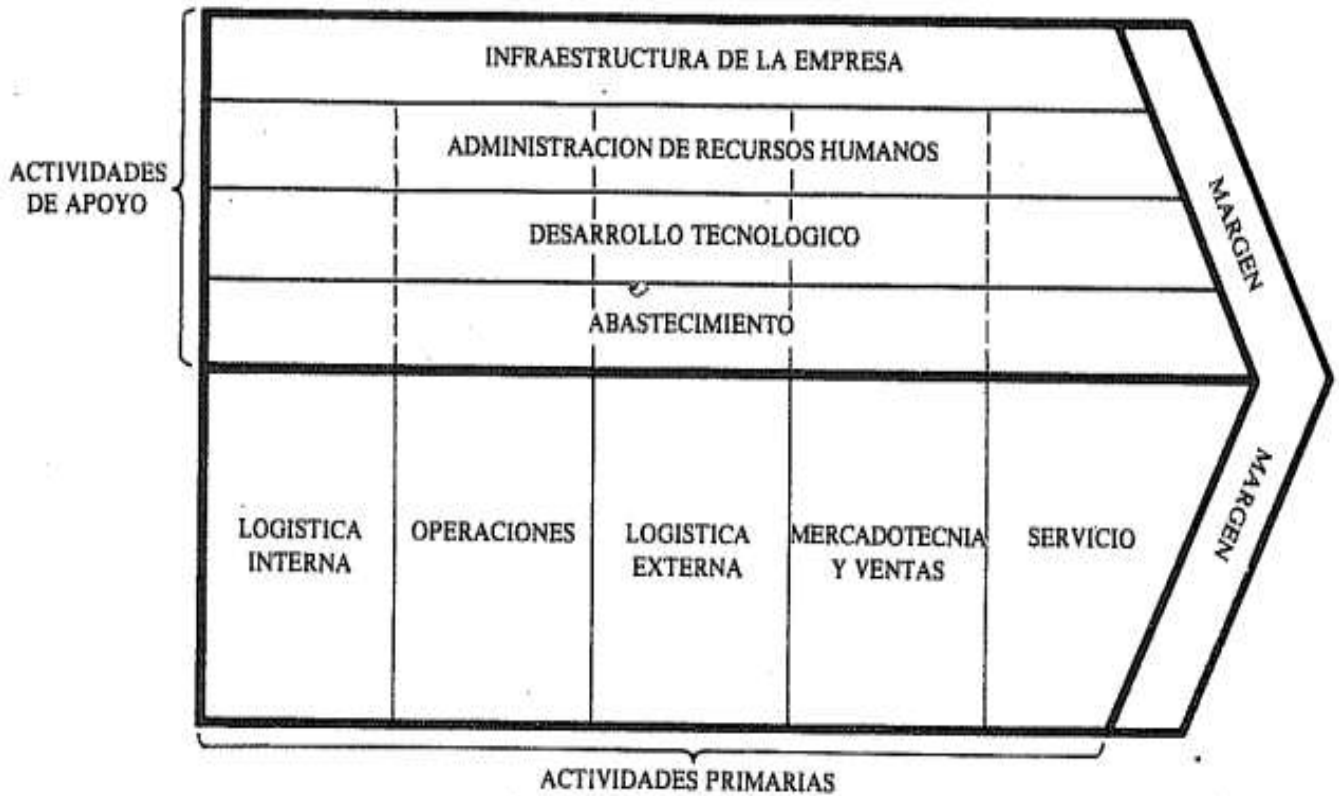 INFRAESTRUCTURA DE LA EMPRESA
ADMINISTRACION DE RECURSOS HUMANOS
ACTIVIDADES
DE APOYO
DESARROLLO TECNOLOGICO
ABASTECIMIENTO
MARGEN
LOGISTICA
INTERNA
OPERACIONES
LOGISTICA
EXTERNA
MERCADOTECNIA
Y VENTAS
SERVICIO
MARGEN
ACTIVIDADES PRIMARIAS